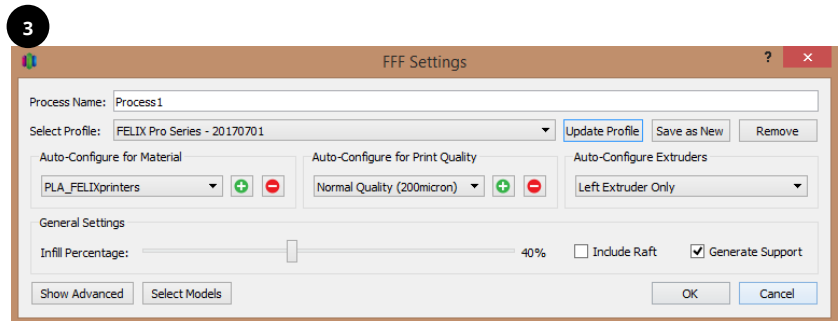 3
FFF Settings
?
Process Name: Process1
Select Profile: FELIX Pro Series - 20170701 Update Profile Save as New Remove
Auto-Configure for Material Auto-Configure for Print Quality Auto-Configure Extruders
PLA_FELIXprinters Normal Quality (200micron) Left Extruder Only
General Settings
Infill Percentage: 40% Include Raft Generate Support
Show Advanced Select Models OK Cancel